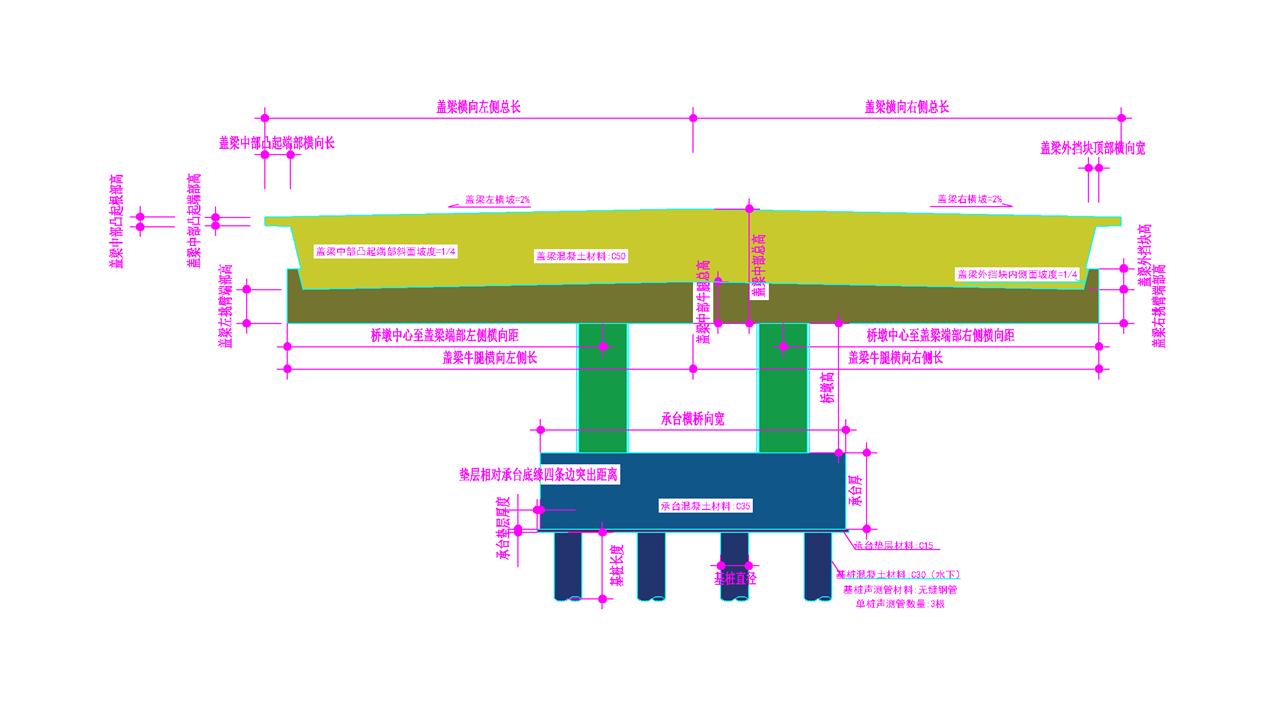 盖梁横向左侧总长
盖梁横向右侧总长
盖梁中部凸起端部横向长
盖梁外挡块顶部横向宽
盖梁中部凸起根部高
盖梁中部凸起端部高
盖梁左横坡=2%
盖梁右横坡=2%
盖梁中部凸起端部斜面坡度=1/4
盖梁混凝土材料:C50
盖梁中部总高
盖梁外挡块高
盖梁外挡块内侧面坡度=1/4
盖梁左挑臂端部高
盖梁中部牛腿总高
盖梁右挑臂端部高
桥墩中心至盖梁端部左侧横向距
桥墩中心至盖梁端部右侧横向距
盖梁牛腿横向左侧长
盖梁牛腿横向右侧长
桥墩高
承台横桥向宽
垫层相对承台底缘四条边突出距离
承台厚
承台混凝土材料:C35
承台垫层厚度
承台垫层材料:C15
基桩长度
基桩直径
基桩混凝土材料:C30（水下）
基桩声测管材料:无缝钢管
单桩声测管数量:3根